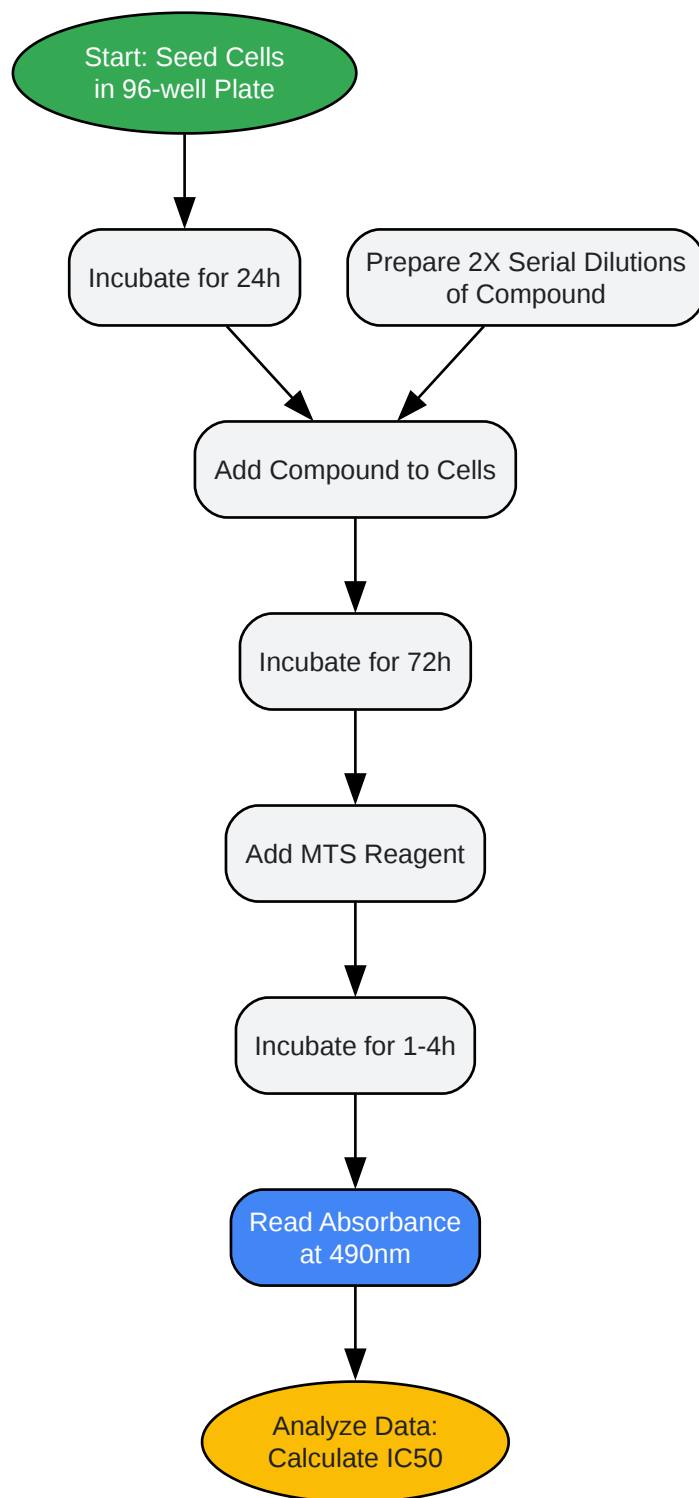 Start: Seed Cells
in 96-well Plate
Incubate for 24h
Prepare 2X Serial Dilutions
of Compound
Add Compound to Cells
Incubate for 72h
Add MTS Reagent
Incubate for 1-4h
Read Absorbance
at 490nm
Analyze Data:
Calculate IC50